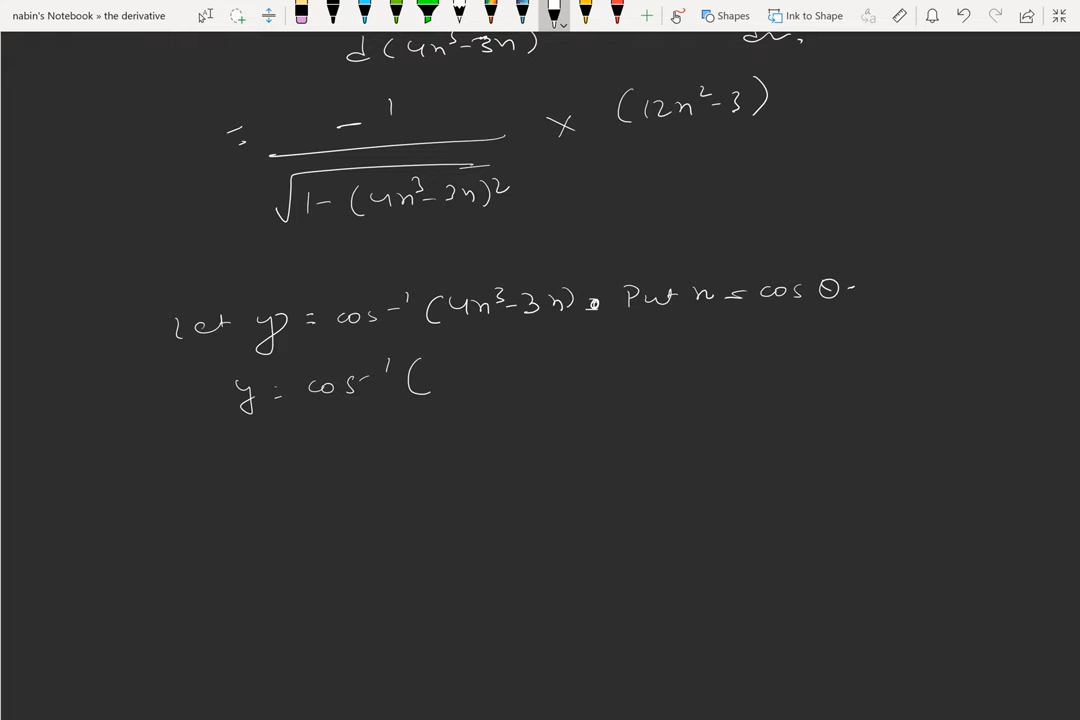 nabin's Notebook » the derivative
Shapes Ink to Shape
d(4x³-3x)
= -1/√(1-(4x³-3x)²) × (12x²-3)
Let y = cos-¹(4x³-3x). Put x = cos θ.
y = cos-¹(